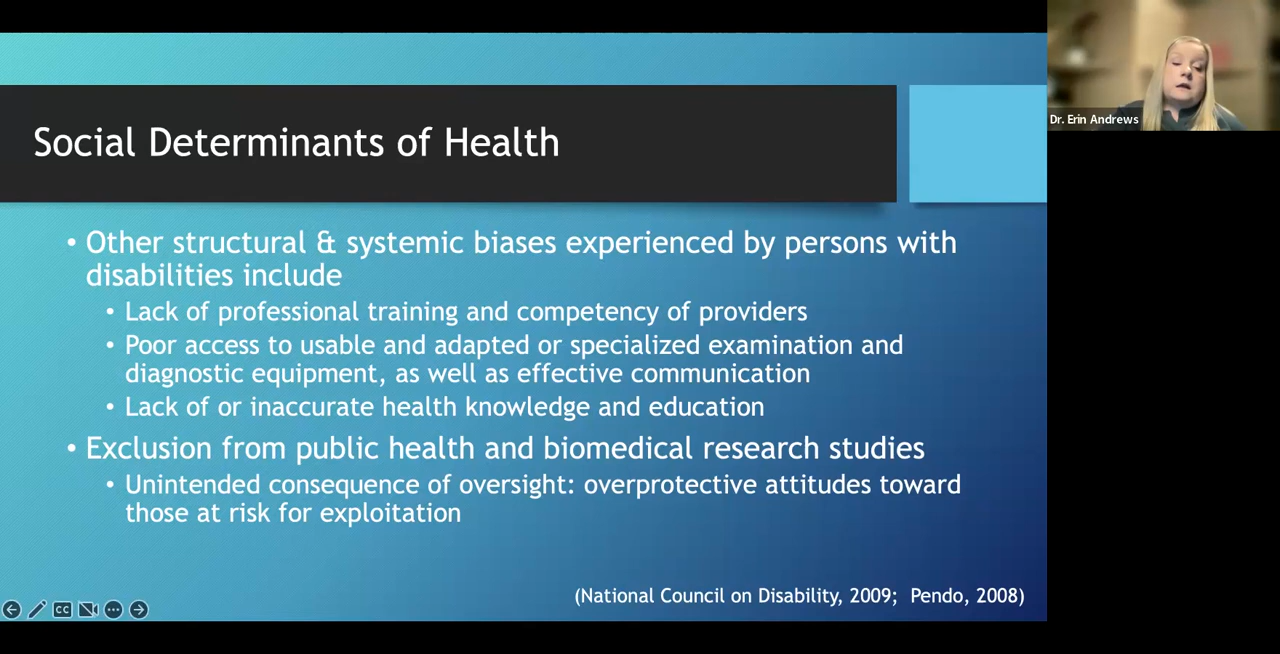 Social Determinants of Health
• Other structural & systemic biases experienced by persons with
disabilities include
• Lack of professional training and competency of providers
• Poor access to usable and adapted or specialized examination and
diagnostic equipment, as well as effective communication
• Lack of or inaccurate health knowledge and education
• Exclusion from public health and biomedical research studies
• Unintended consequence of oversight: overprotective attitudes toward
those at risk for exploitation
(National Council on Disability, 2009;  Pendo, 2008)
CC
Dr. Erin Andrews